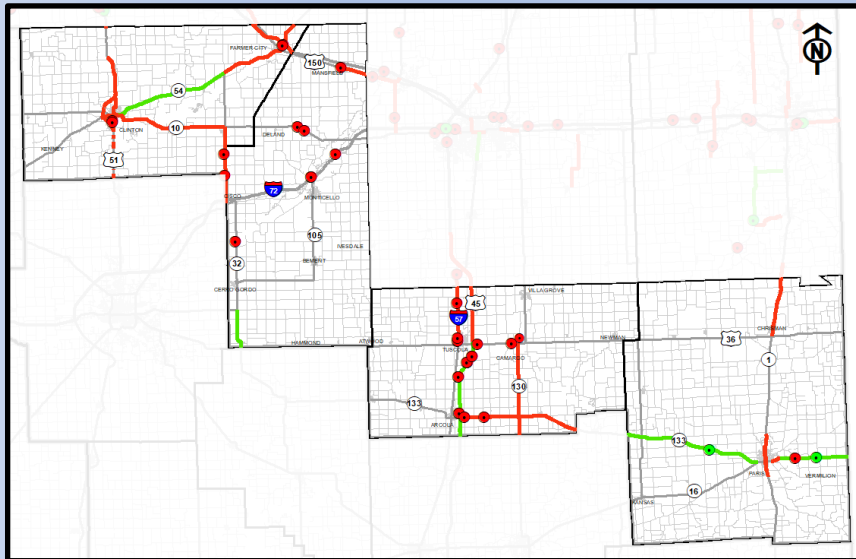 N
FARMER CITY
150
MANSFIELD
54
CLINTON
10
DELAND
KENNEY
51
CISCO
72
MONTICELLO
105
IVESDALE
BEMENT
32
CERRO GORDO
HAMMOND
VILLA GROVE
45
57
ATWOOD
TUSCOLA
CAMARGO
NEWMAN
36
CHRISMAN
1
130
133
ARCOLA
133
PARIS
VERMILION
16
KANSAS